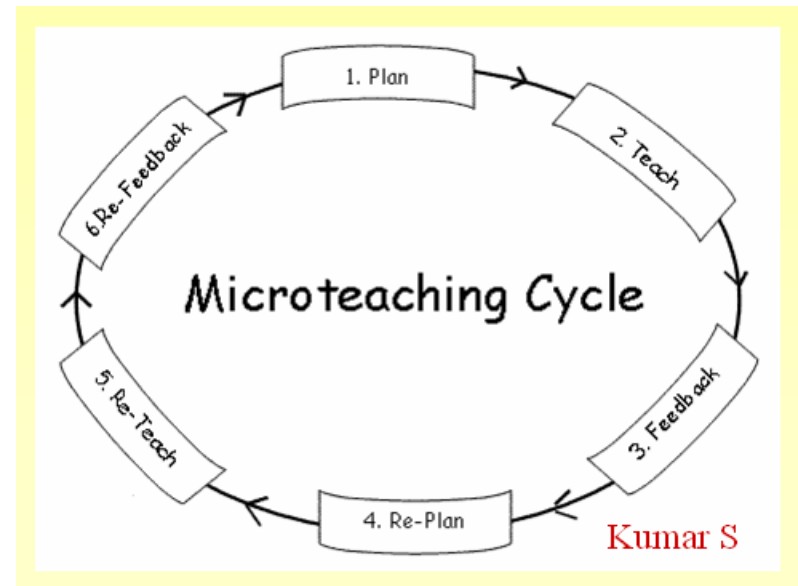 1. Plan
2. Teach
3. Feedback
4. Re-Plan
5. Re-Teach
6.Re-Feedback
Microteaching Cycle
Kumar S